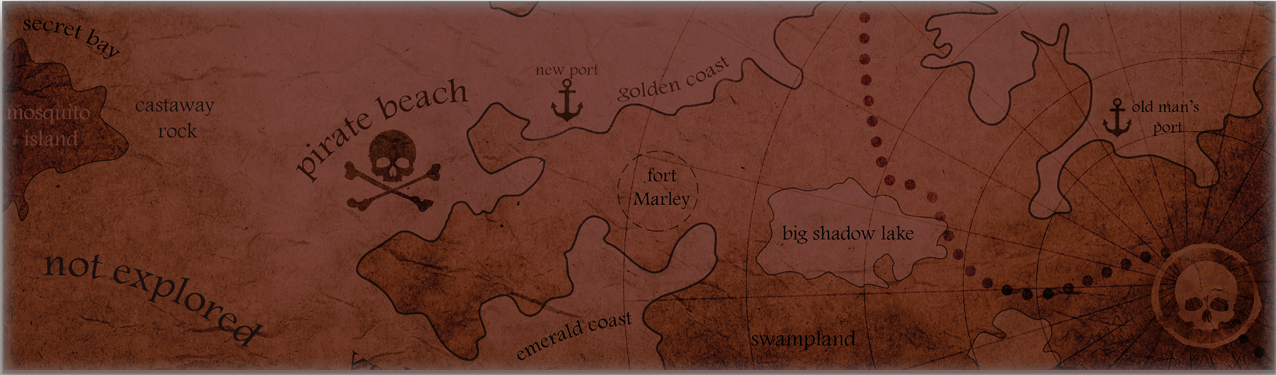 secret bay
mosquito
island
castaway
rock
pirate beach
new port
golden coast
old man's
port
fort
Marley
big shadow lake
not explored
emerald coast
swampland